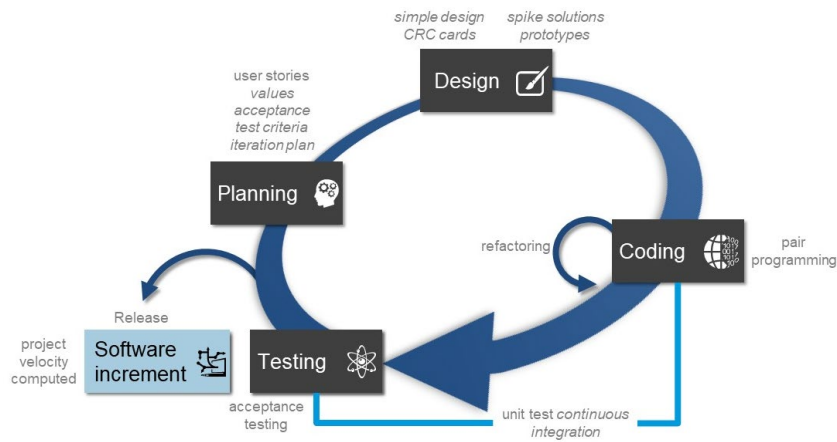 simple design
CRC cards
spike solutions
prototypes
Design
user stories
values
acceptance
test criteria
iteration plan
Planning
refactoring
Coding
pair
programming
Release
project
velocity
computed
Software
increment
Testing
acceptance
testing
unit test continuous
integration